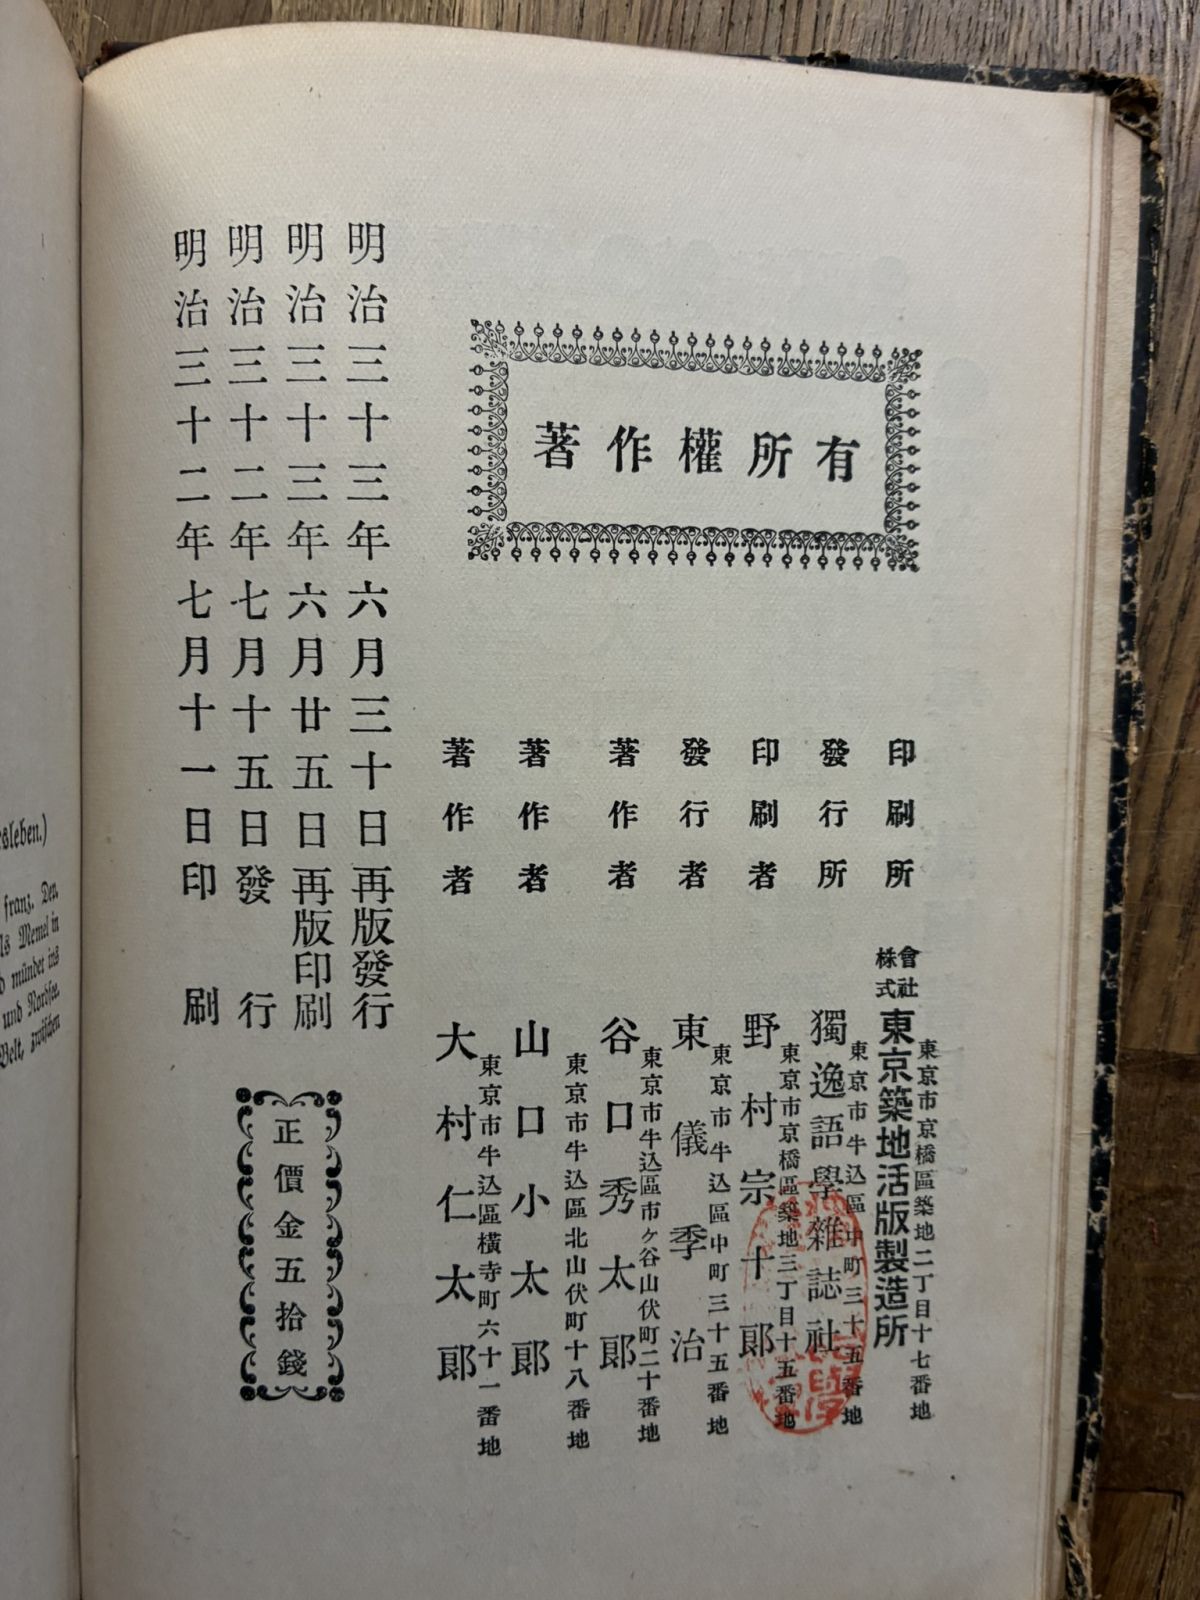 franz. Den
Memel in
mündet ins
und Nordsee.
Belt, zwischen
明治三十二年七月十一日印刷
明治三十二年七月十五日發行
明治三十三年六月廿五日再版印刷
明治三十三年六月三十日再版發行
正價金五拾錢
著作權所有
著作者 大村仁太郎
東京市牛込區橫寺町六十一番地
著作者 山口小太郎
東京市牛込區北山伏町十八番地
著作者 谷口秀太郎
東京市牛込區市ヶ谷山伏町二十番地
發行者 東儀季治
東京市牛込區中町三十五番地
印刷者 野村宗十郎
東京市京橋區築地三丁目十五番地
發行所 獨逸語學雜誌社
東京市牛込區中町三十五番地
印刷所 株式會社 東京築地活版製造所
東京市京橋區築地二丁目十七番地